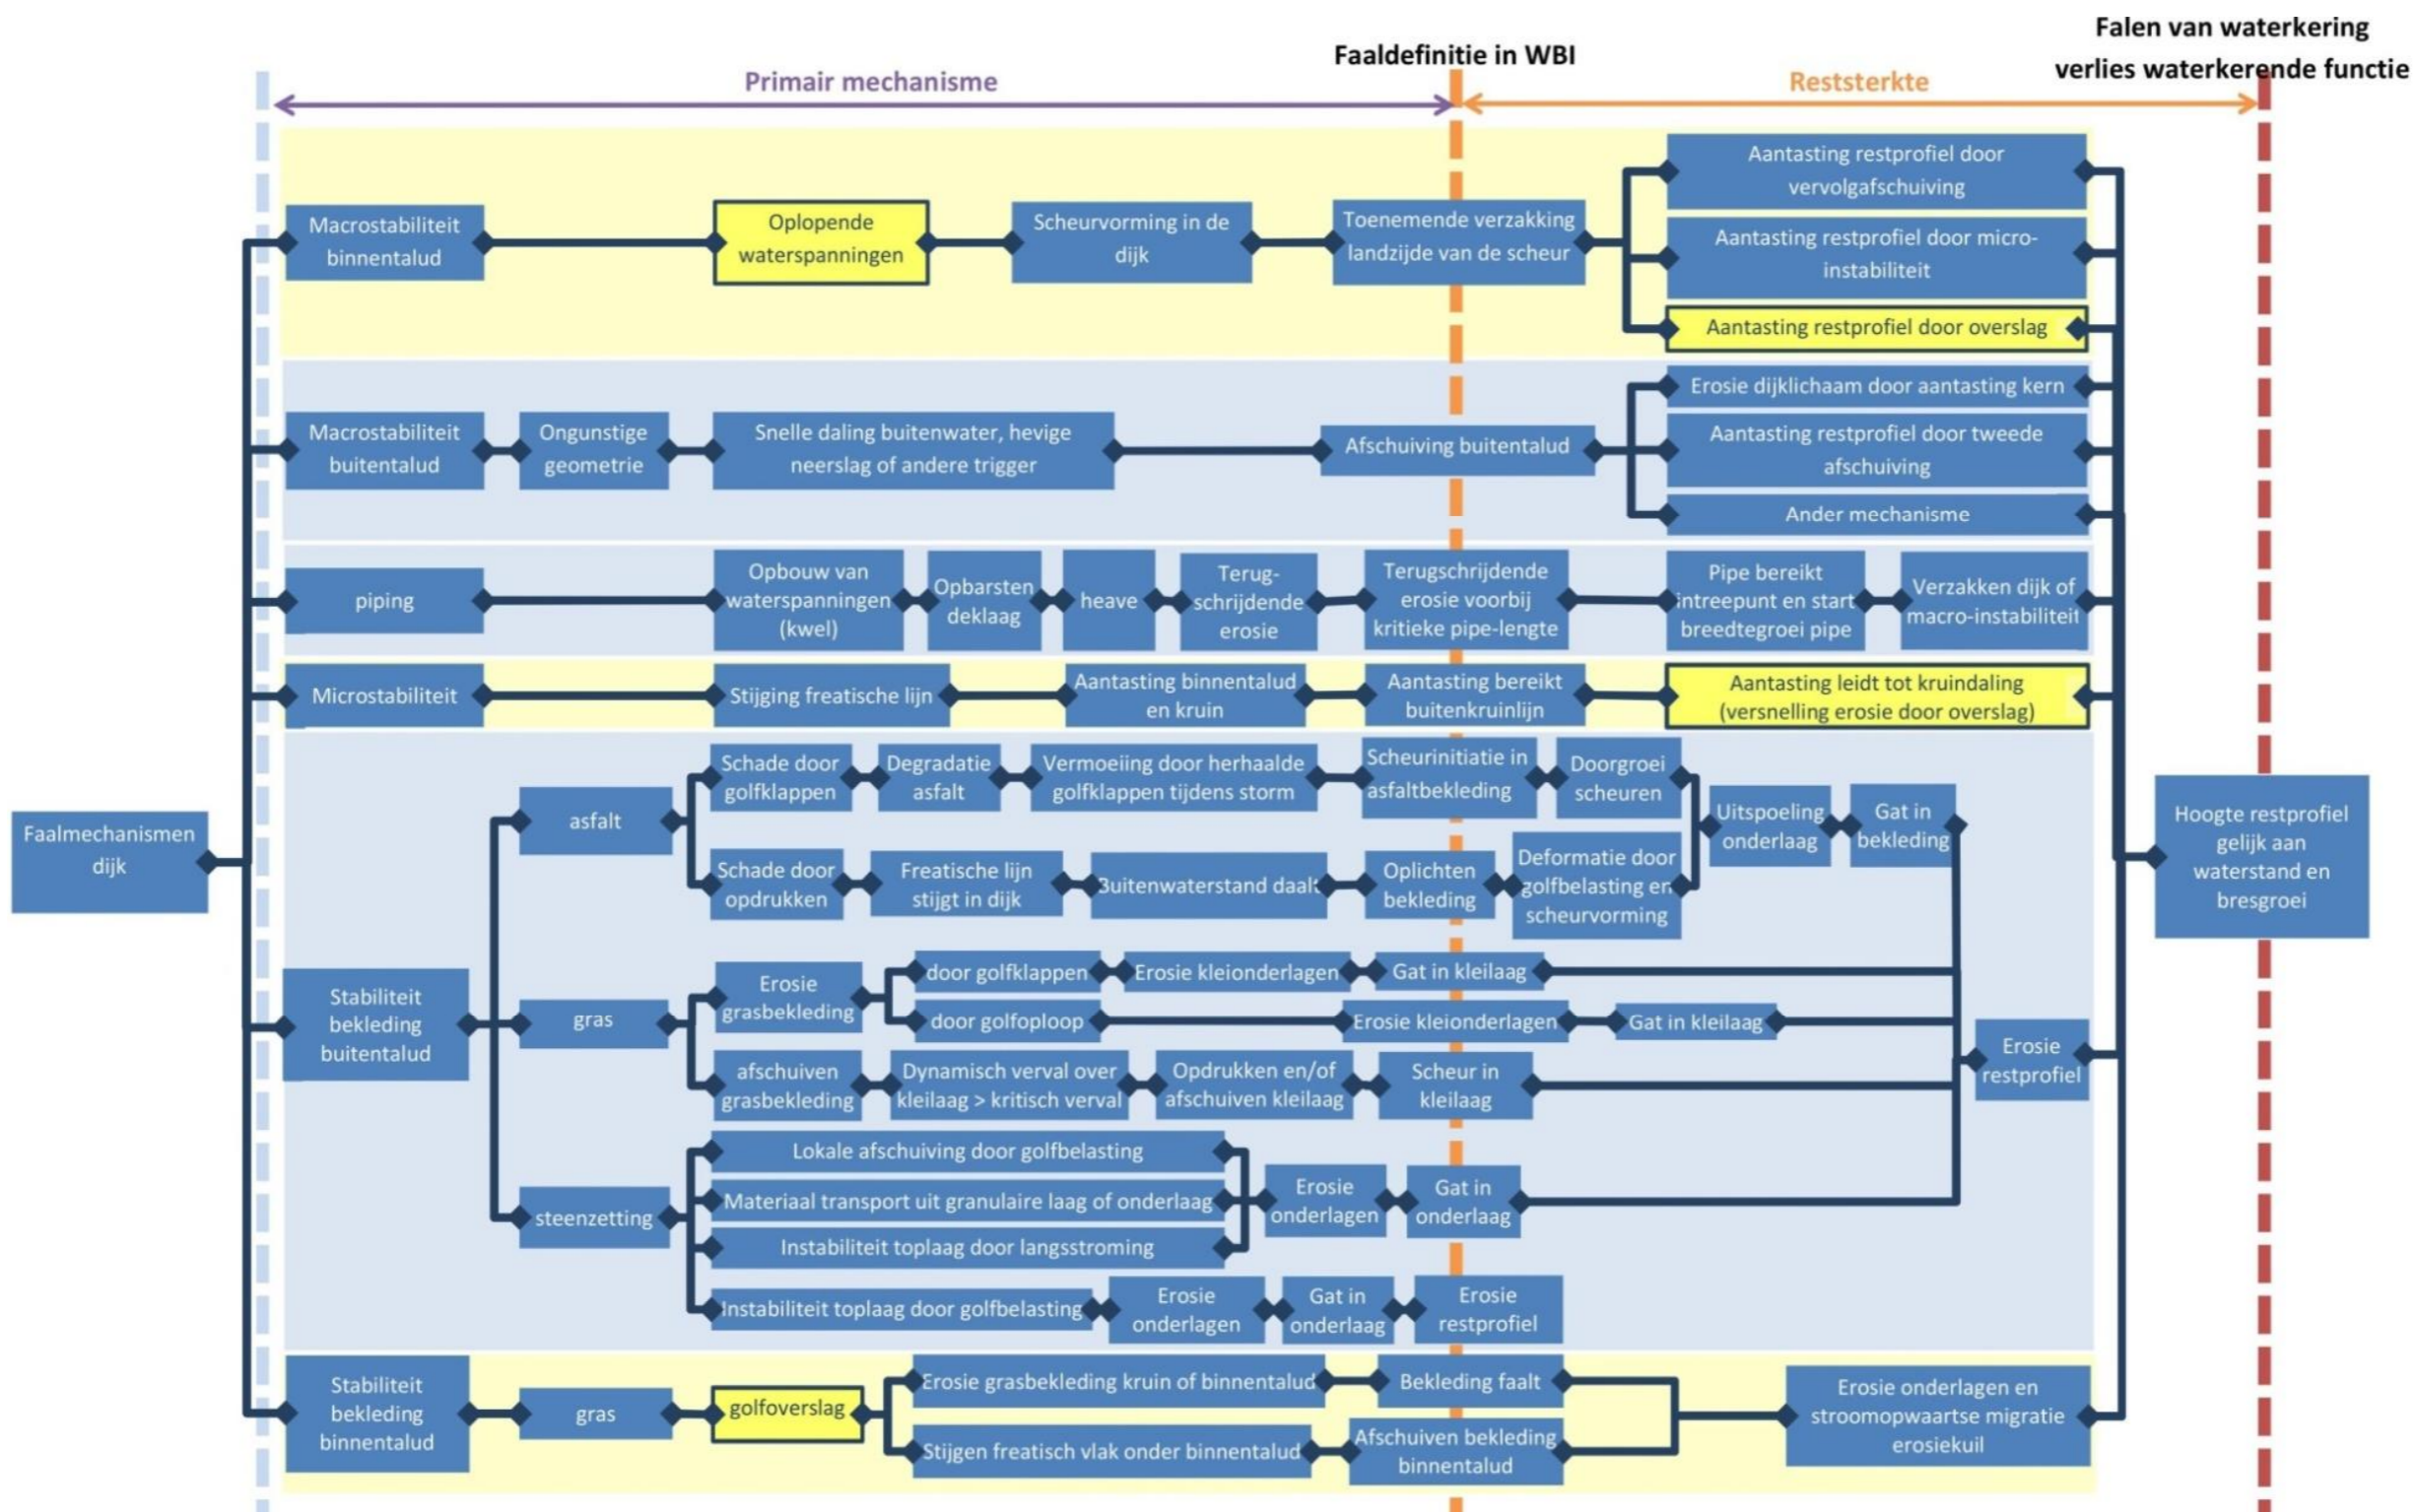 Falen van waterkering
verlies waterkerende functie
Faaldefinitie in WBI
Primair mechanisme
Reststerkte
Faalmechanismen
dijk
Macrostabiliteit
binnentalud
Oplopende
waterspanningen
Scheurvorming in de
dijk
Toenemende verzakking
landzijde van de scheur
Aantasting restprofiel door
vervolgafschuiving
Aantasting restprofiel door micro-
instabiliteit
Aantasting restprofiel door overslag
Macrostabiliteit
buitentalud
Ongunstige
geometrie
Snelle daling buitenwater, hevige
neerslag of andere trigger
Afschuiving buitentalud
Erosie dijklichaam door aantasting kern
Aantasting restprofiel door tweede
afschuiving
Ander mechanisme
piping
Opbouw van
waterspanningen
(kwel)
Opbarsten
deklaag
heave
Terug-
schrijdende
erosie
Terugschrijdende
erosie voorbij
kritieke pipe-lengte
Pipe bereikt
intreepunt en start
breedtegroei pipe
Verzakken dijk of
macro-instabiliteit
Microstabiliteit
Stijging freatische lijn
Aantasting binnentalud
en kruin
Aantasting bereikt
buitenkruinlijn
Aantasting leidt tot kruindaling
(versnelling erosie door overslag)
Stabiliteit
bekleding
buitentalud
asfalt
Schade door
golfklappen
Degradatie
asfalt
Vermoeiing door herhaalde
golfklappen tijdens storm
Scheurinitiatie in
asfaltbekleding
Doorgroei
scheuren
Schade door
opdrukken
Freatische lijn
stijgt in dijk
Buitenwaterstand daalt
Oplichten
bekleding
Deformatie door
golfbelasting en
scheurvorming
Uitspoeling
onderlaag
Gat in
bekleding
gras
Erosie
grasbekleding
door golfklappen
Erosie kleionderlagen
Gat in kleilaag
door golfoploop
Erosie kleionderlagen
Gat in kleilaag
afschuiven
grasbekleding
Dynamisch verval over
kleilaag > kritisch verval
Opdrukken en/of
afschuiven kleilaag
Scheur in
kleilaag
Erosie
restprofiel
steenzetting
Lokale afschuiving door golfbelasting
Materiaal transport uit granulaire laag of onderlaag
Instabiliteit toplaag door langsstroming
Erosie
onderlagen
Gat in
onderlaag
Instabiliteit toplaag door golfbelasting
Erosie
onderlagen
Gat in
onderlaag
Erosie
restprofiel
Stabiliteit
bekleding
binnentalud
gras
golfoverslag
Erosie grasbekleding kruin of binnentalud
Bekleding faalt
Stijgen freatisch vlak onder binnentalud
Afschuiven bekleding
binnentalud
Erosie onderlagen en
stroomopwaartse migratie
erosiekuil
Hoogte restprofiel
gelijk aan
waterstand en
bresgroei